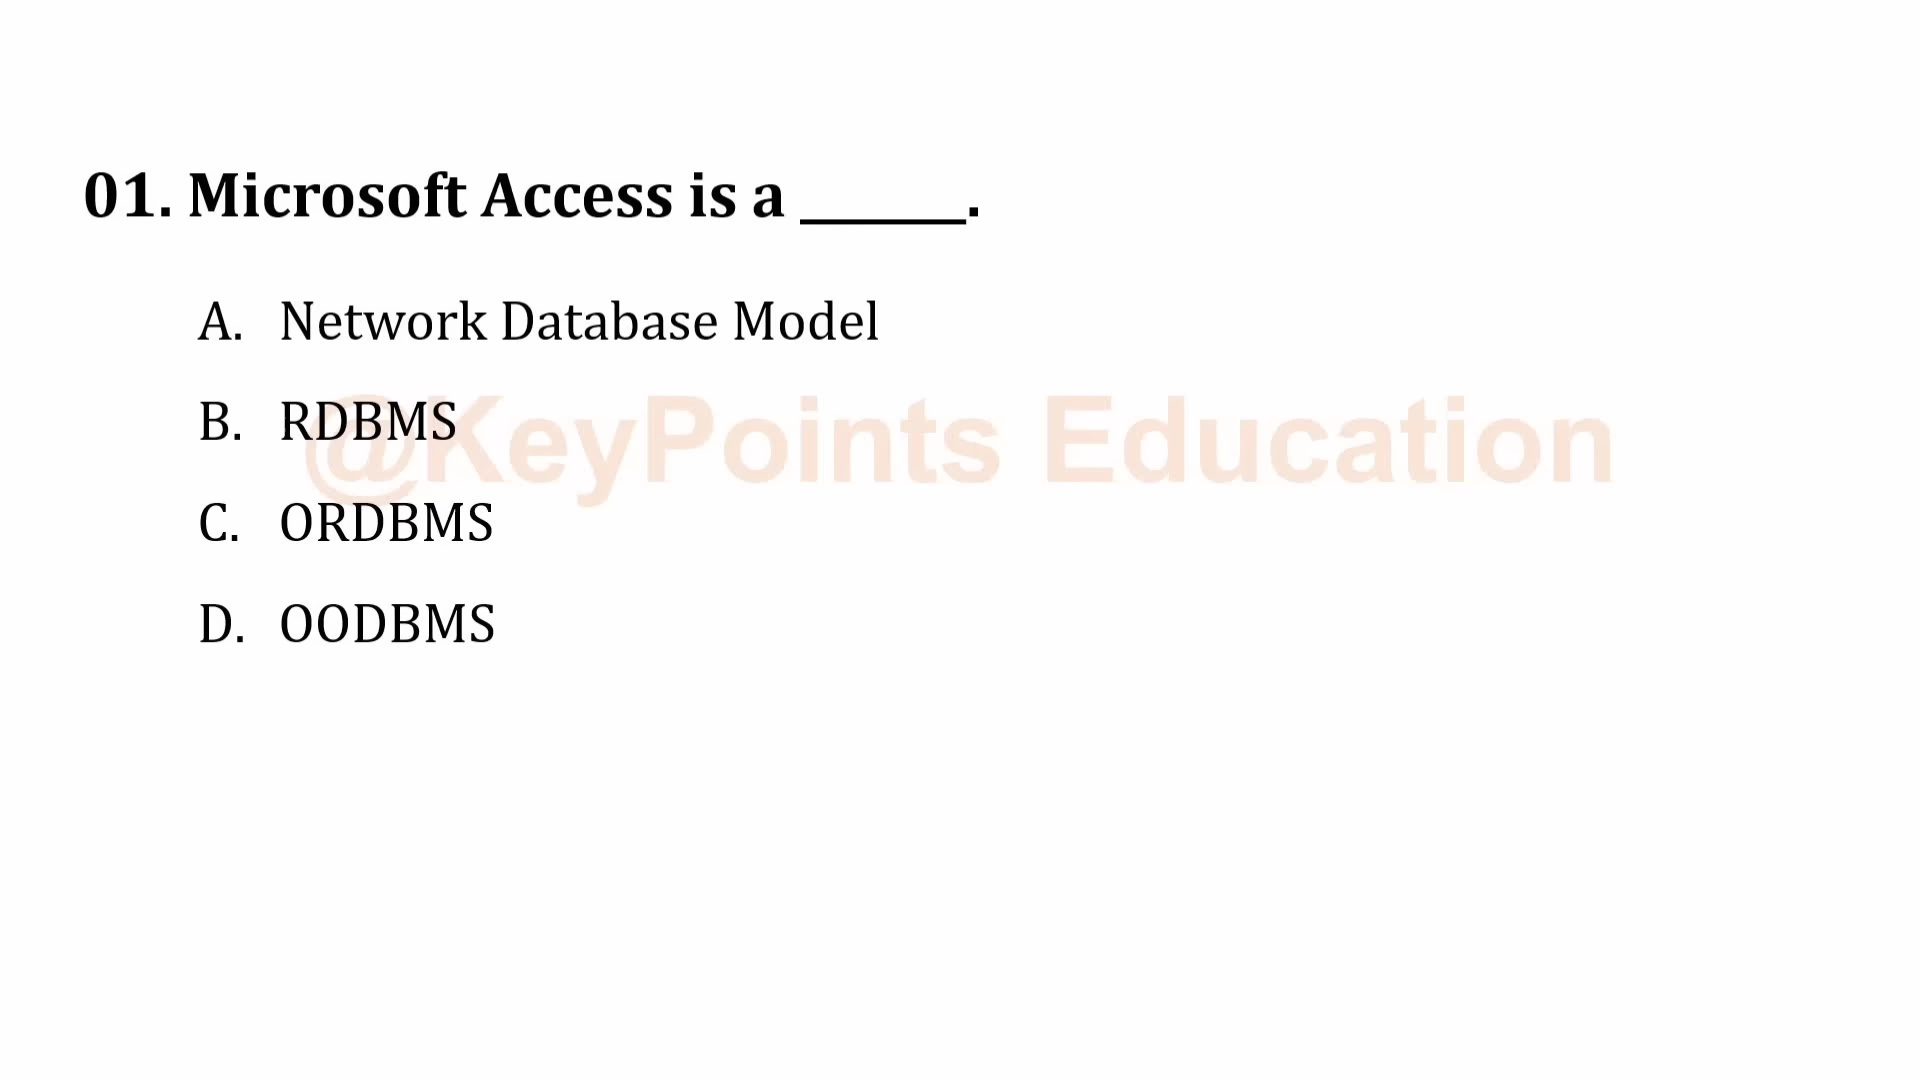 01. Microsoft Access is a ______.
A. Network Database Model
B. RDBMS
@KeyPoints Education
C. ORDBMS
D. OODBMS